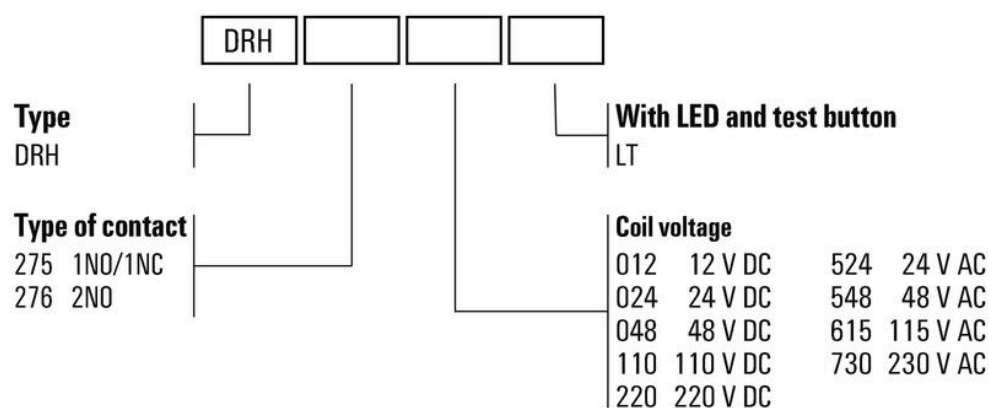 DRH
Type
DRH
With LED and test button
LT
Type of contact
275 1NO/1NC
276 2NO
Coil voltage
012 12 V DC 524 24 V AC
024 24 V DC 548 48 V AC
048 48 V DC 615 115 V AC
110 110 V DC 730 230 V AC
220 220 V DC